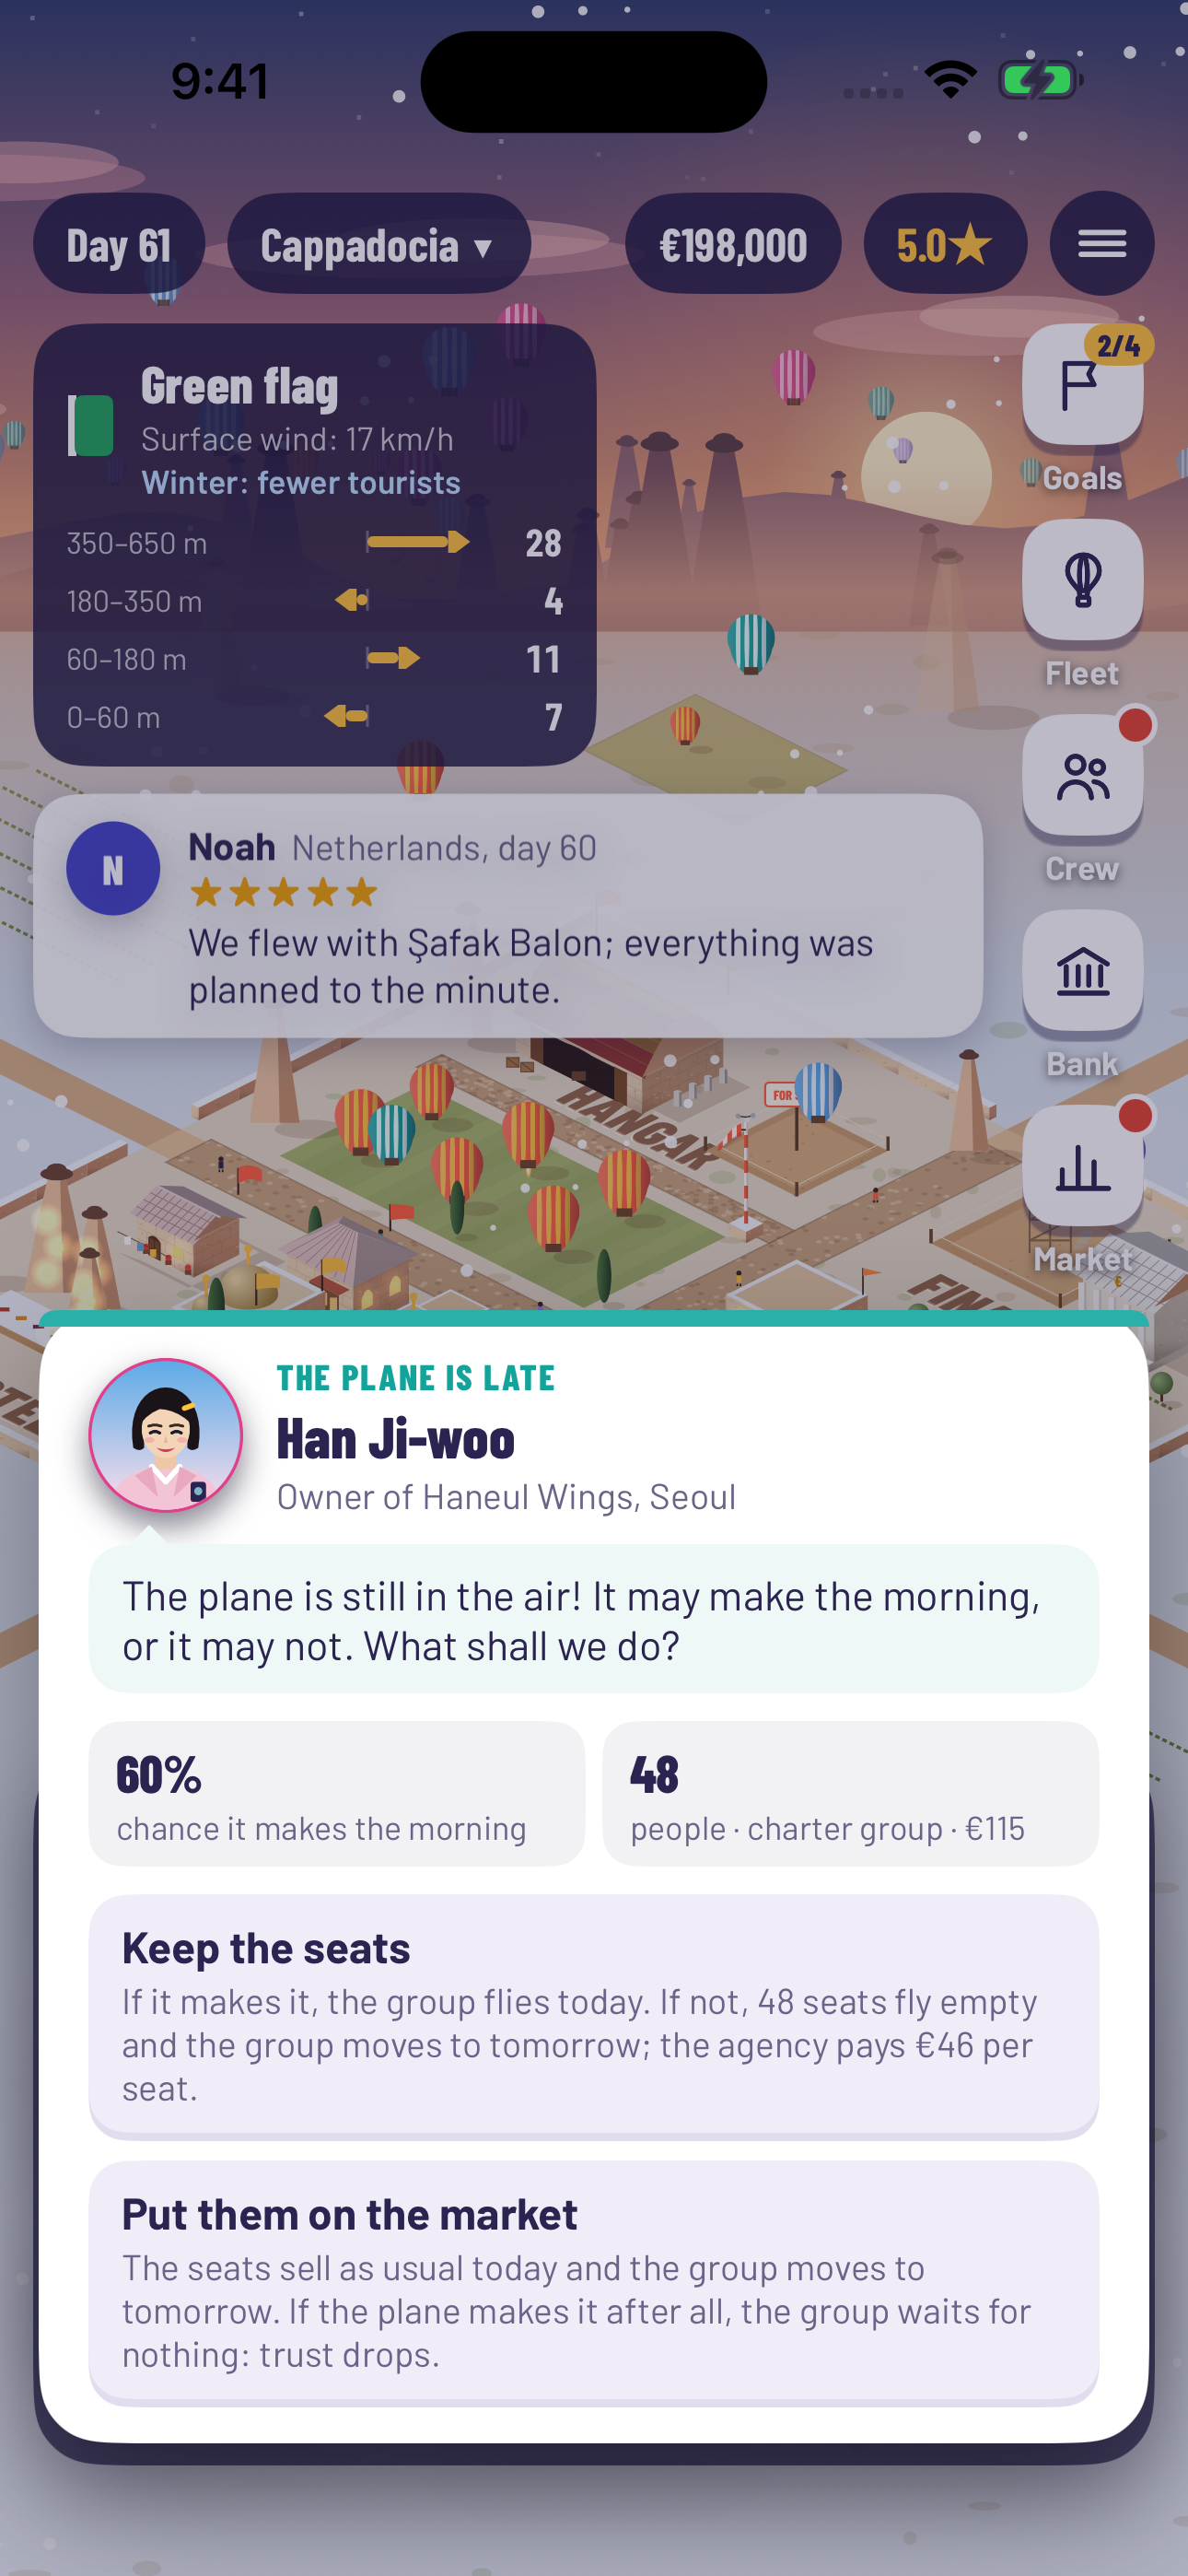 9:41
Day 61
Cappadocia ▾
€198,000
5.0★
Green flag
Surface wind: 17 km/h
Winter: fewer tourists
350–650 m 28
180–350 m 4
60–180 m 11
0–60 m 7
2/4
Goals
Fleet
Crew
Bank
Market
N
Noah Netherlands, day 60
★★★★★
We flew with Şafak Balon; everything was
planned to the minute.
HANGAR
FOR
THE PLANE IS LATE
Han Ji-woo
Owner of Haneul Wings, Seoul
The plane is still in the air! It may make the morning,
or it may not. What shall we do?
60%
chance it makes the morning
48
people · charter group · €115
Keep the seats
If it makes it, the group flies today. If not, 48 seats fly empty
and the group moves to tomorrow; the agency pays €46 per
seat.
Put them on the market
The seats sell as usual today and the group moves to
tomorrow. If the plane makes it after all, the group waits for
nothing: trust drops.